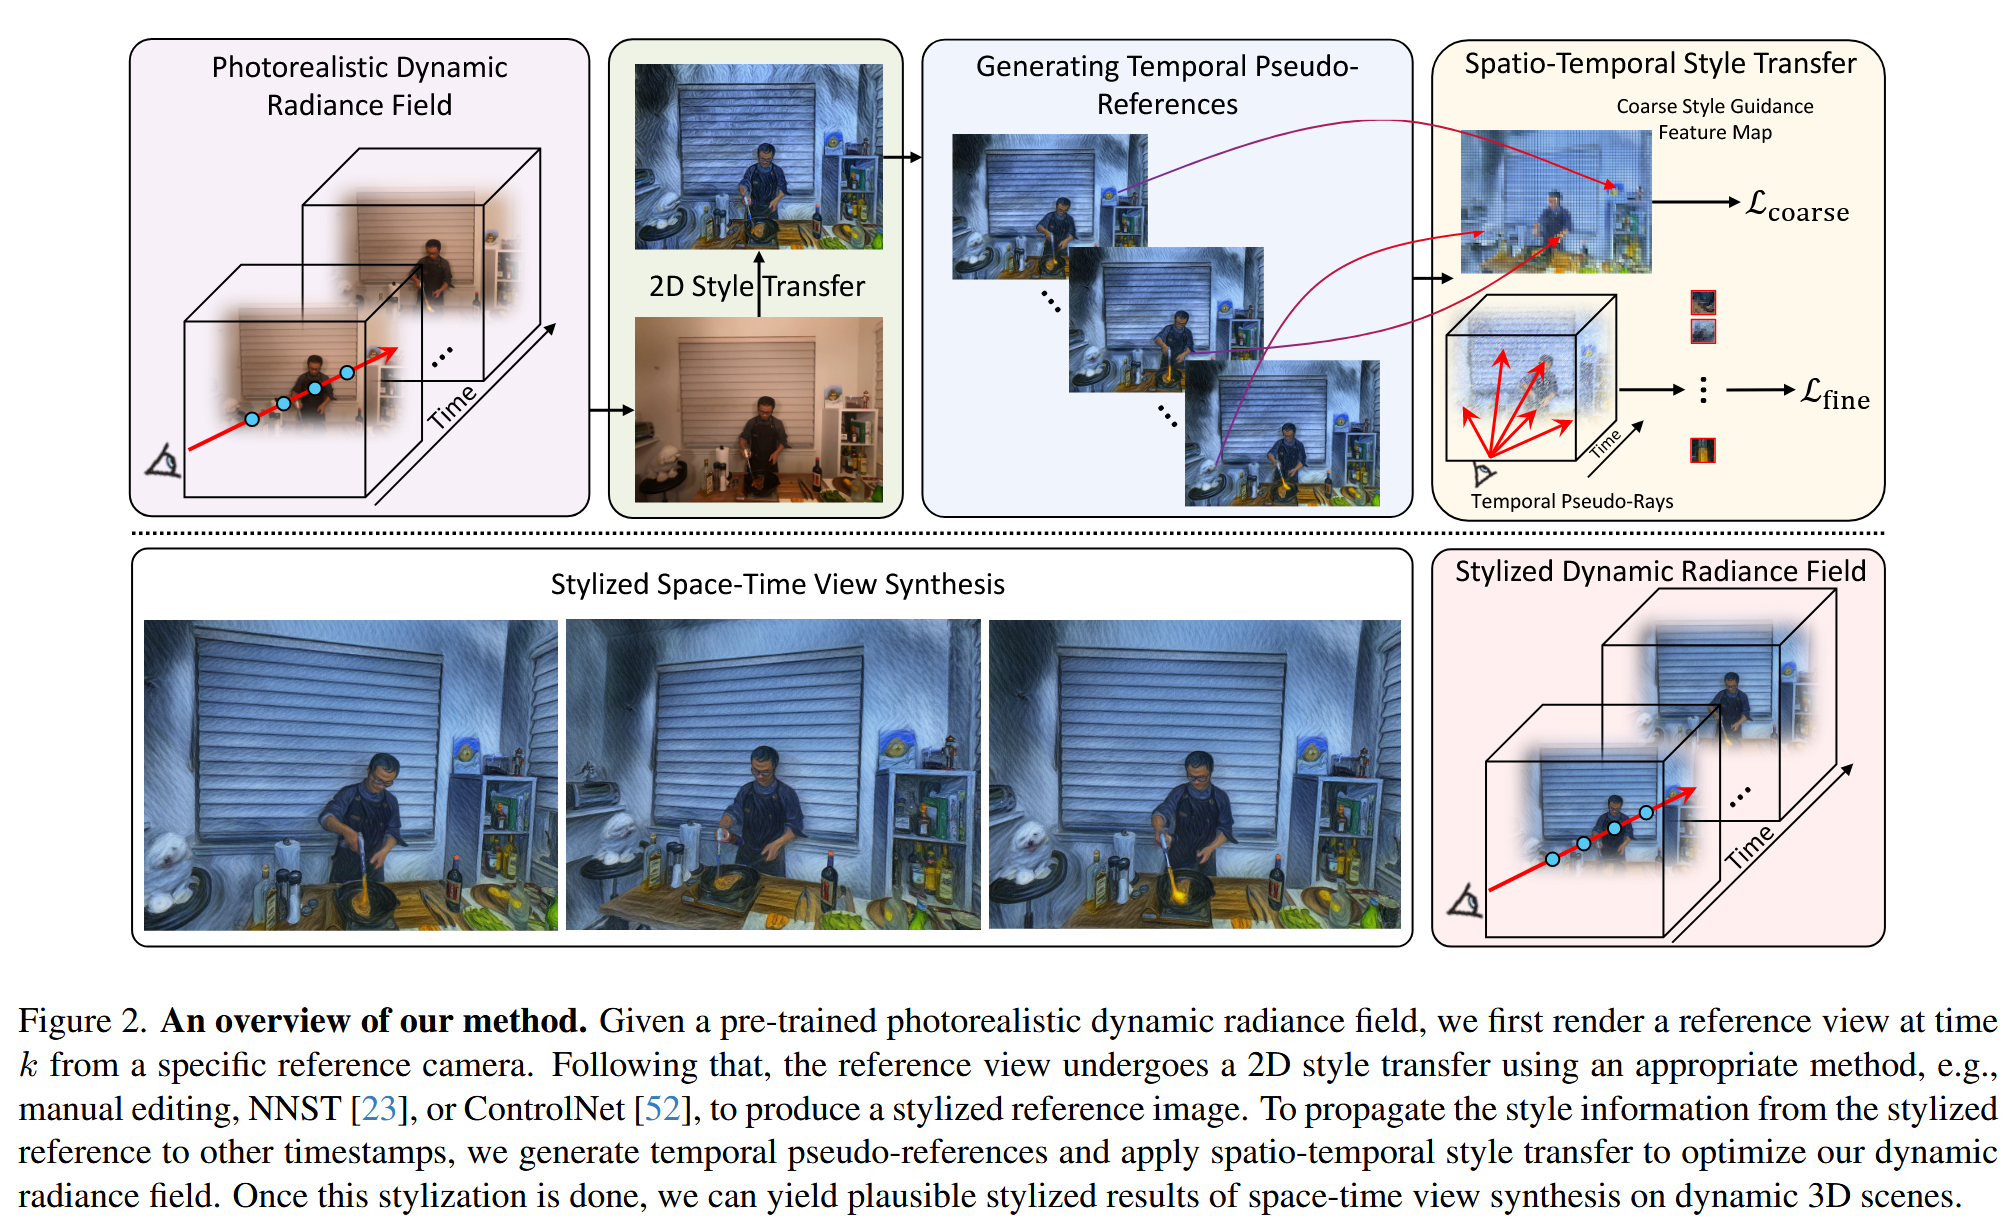 Photorealistic Dynamic
Radiance Field
Time
2D Style Transfer
Generating Temporal Pseudo-
References
Spatio-Temporal Style Transfer
Coarse Style Guidance
Feature Map
ℒcoarse
ℒfine
Time
Temporal Pseudo-Rays
Stylized Space-Time View Synthesis
Stylized Dynamic Radiance Field
Time
Figure 2. An overview of our method. Given a pre-trained photorealistic dynamic radiance field, we first render a reference view at time
k from a specific reference camera. Following that, the reference view undergoes a 2D style transfer using an appropriate method, e.g.,
manual editing, NNST [23], or ControlNet [52], to produce a stylized reference image. To propagate the style information from the stylized
reference to other timestamps, we generate temporal pseudo-references and apply spatio-temporal style transfer to optimize our dynamic
radiance field. Once this stylization is done, we can yield plausible stylized results of space-time view synthesis on dynamic 3D scenes.